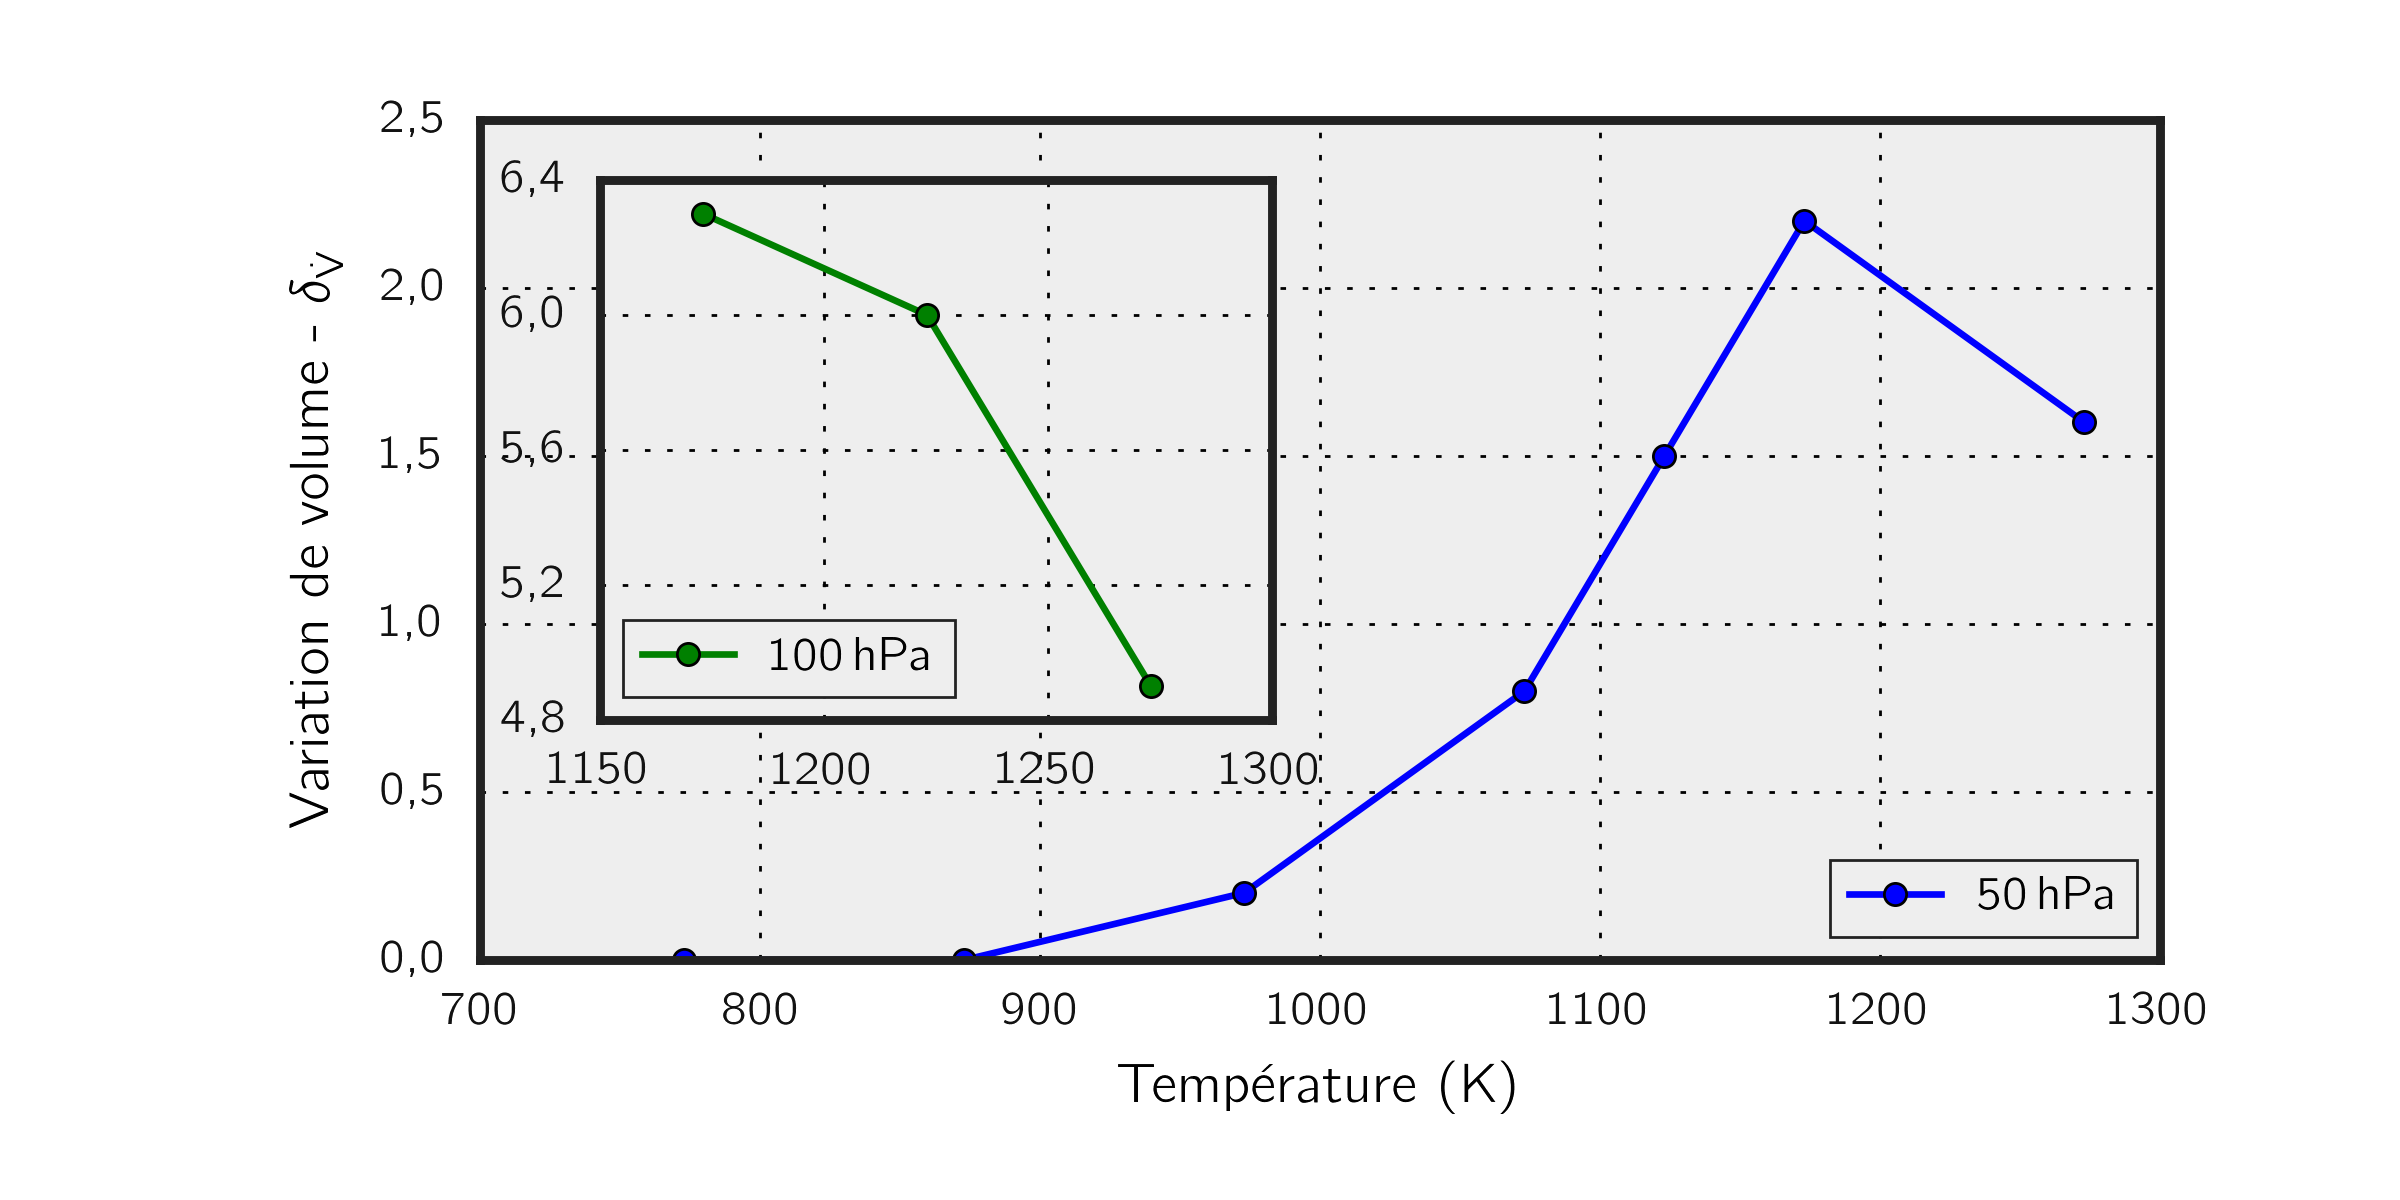 Variation de volume - δV̇
2,5
2,0
1,5
1,0
0,5
0,0
6,4
6,0
5,6
5,2
4,8
100 hPa
1150 1200 1250 1300
50 hPa
700 800 900 1000 1100 1200 1300
Température (K)